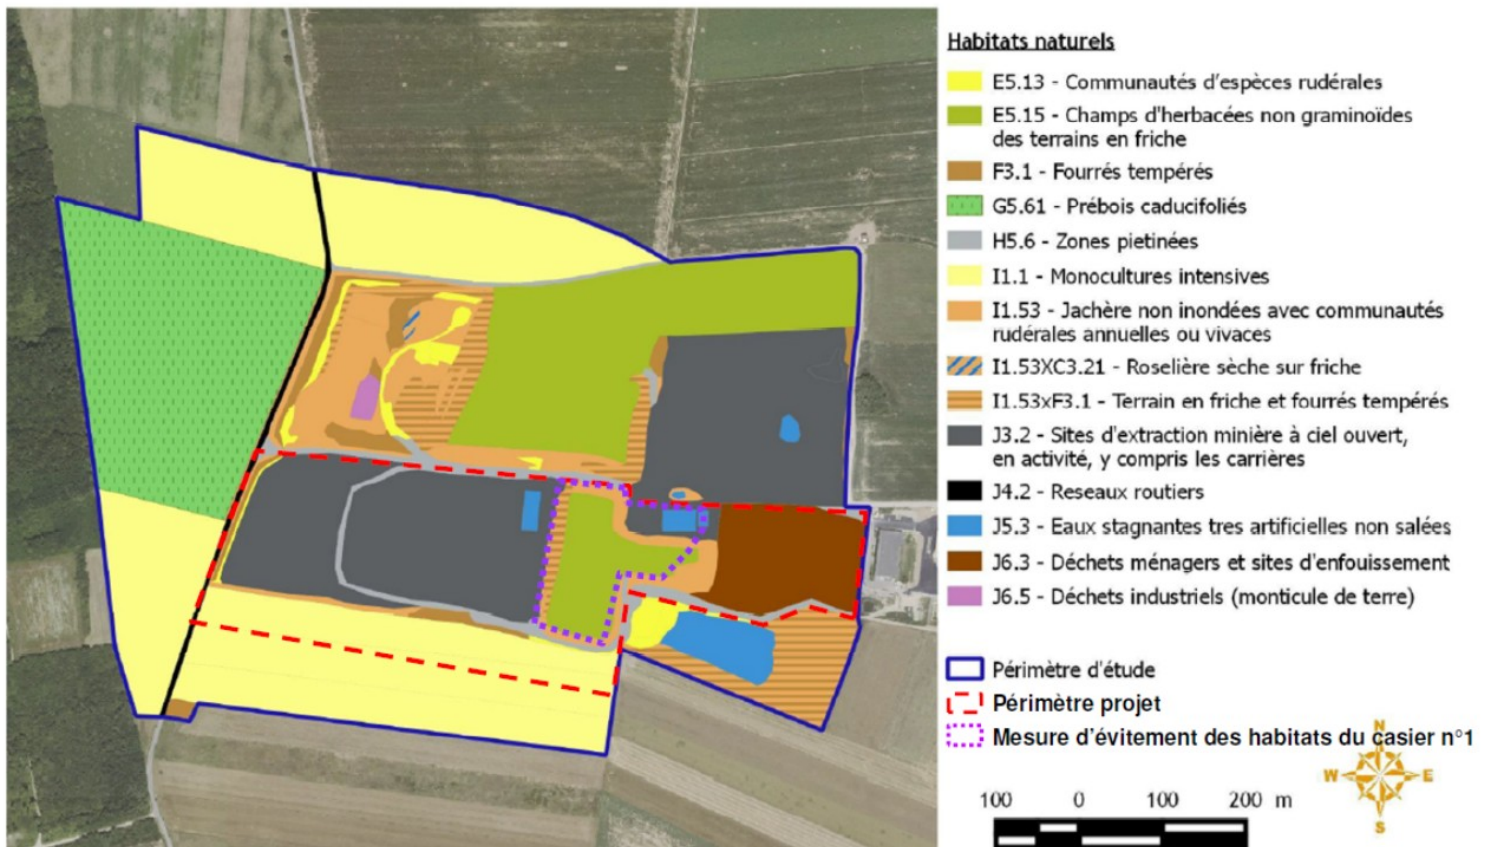 Habitats naturels
E5.13 - Communautés d'espèces rudérales
E5.15 - Champs d'herbacées non graminoïdes
des terrains en friche
F3.1 - Fourrés tempérés
G5.61 - Prébois caducifoliés
H5.6 - Zones pietinées
I1.1 - Monocultures intensives
I1.53 - Jachère non inondées avec communautés
rudérales annuelles ou vivaces
I1.53XC3.21 - Roselière sèche sur friche
I1.53xF3.1 - Terrain en friche et fourrés tempérés
J3.2 - Sites d'extraction minière à ciel ouvert,
en activité, y compris les carrières
J4.2 - Reseaux routiers
J5.3 - Eaux stagnantes tres artificielles non salées
J6.3 - Déchets ménagers et sites d'enfouissement
J6.5 - Déchets industriels (monticule de terre)
Périmètre d'étude
Périmètre projet
Mesure d'évitement des habitats du casier n°1
N
W E
S
100 0 100 200 m